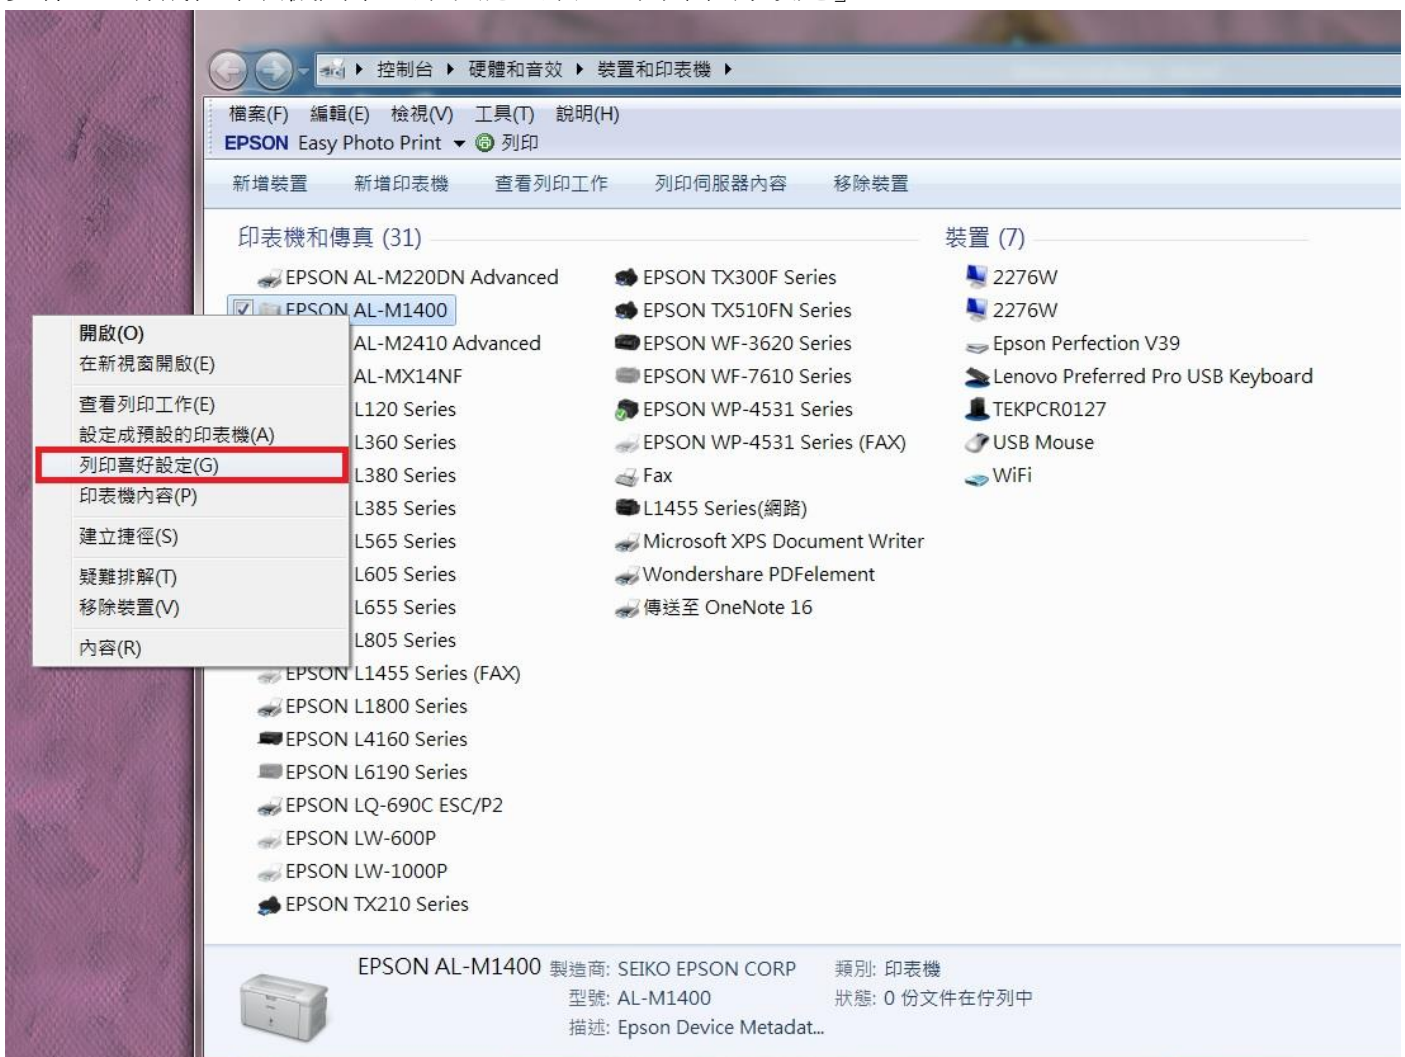 控制台 硬體和音效 裝置和印表機
檔案(F) 編輯(E) 檢視(V) 工具(T) 說明(H)
EPSON Easy Photo Print 列印
新增裝置 新增印表機 查看列印工作 列印伺服器內容 移除裝置
印表機和傳真 (31)
EPSON AL-M220DN Advanced
EPSON AL-M1400
AL-M2410 Advanced
AL-MX14NF
L120 Series
L360 Series
L380 Series
L385 Series
L565 Series
L605 Series
L655 Series
L805 Series
EPSON L1455 Series (FAX)
EPSON L1800 Series
EPSON L4160 Series
EPSON L6190 Series
EPSON LQ-690C ESC/P2
EPSON LW-600P
EPSON LW-1000P
EPSON TX210 Series
EPSON TX300F Series
EPSON TX510FN Series
EPSON WF-3620 Series
EPSON WF-7610 Series
EPSON WP-4531 Series
EPSON WP-4531 Series (FAX)
Fax
L1455 Series(網路)
Microsoft XPS Document Writer
Wondershare PDFelement
傳送至 OneNote 16
裝置 (7)
2276W
2276W
Epson Perfection V39
Lenovo Preferred Pro USB Keyboard
TEKPCR0127
USB Mouse
WiFi
開啟(O)
在新視窗開啟(E)
查看列印工作(E)
設定成預設的印表機(A)
列印喜好設定(G)
印表機內容(P)
建立捷徑(S)
疑難排解(T)
移除裝置(V)
內容(R)
EPSON AL-M1400 製造商: SEIKO EPSON CORP 類別: 印表機
型號: AL-M1400 狀態: 0 份文件在佇列中
描述: Epson Device Metadat...